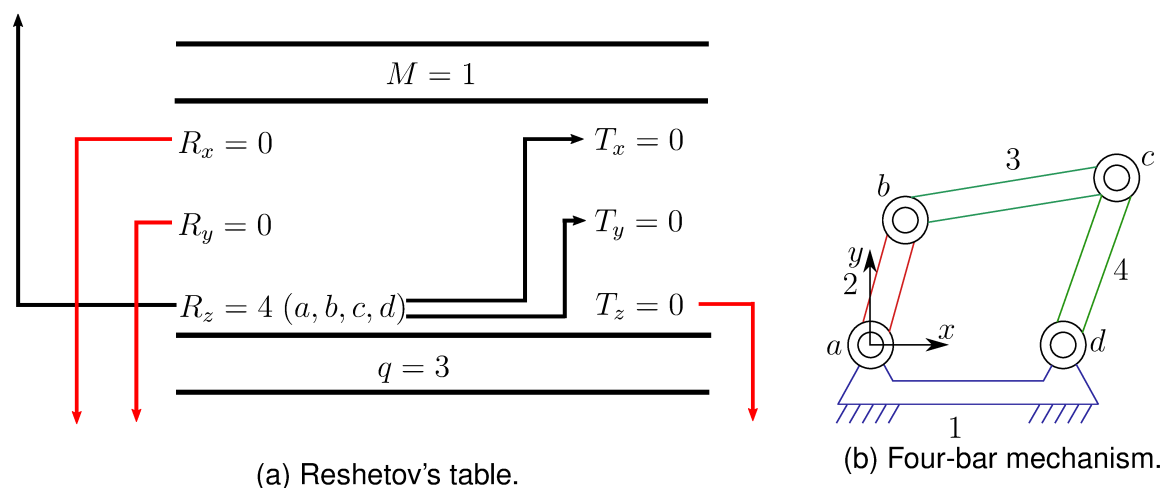 M = 1
R_x = 0
T_x = 0
R_y = 0
T_y = 0
R_z = 4 (a, b, c, d)
T_z = 0
q = 3
(a) Reshetov's table.
3
c
b
y
2
4
x
a
d
1
(b) Four-bar mechanism.